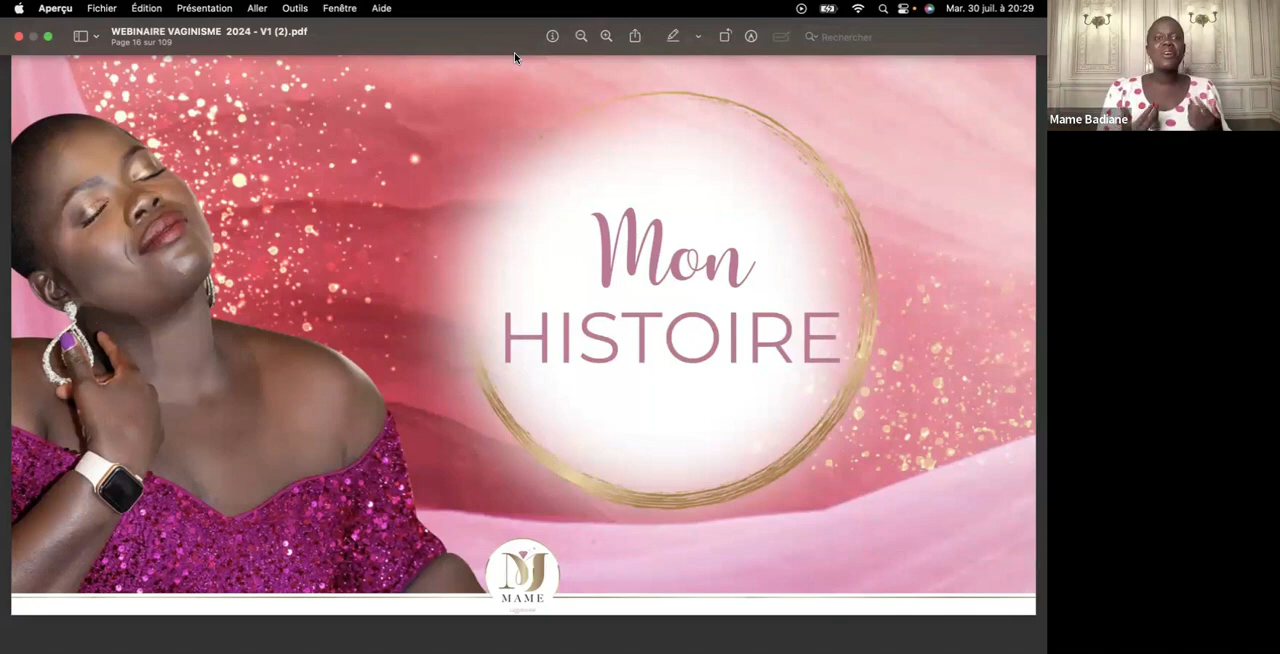 Aperçu Fichier Édition Présentation Aller Outils Fenêtre Aide Mar. 30 juil. à 20:29
WEBINAIRE VAGINISME 2024 - V1 (2).pdf
Page 16 sur 109
Rechercher
Mame Badiane
Mon
HISTOIRE
MAME